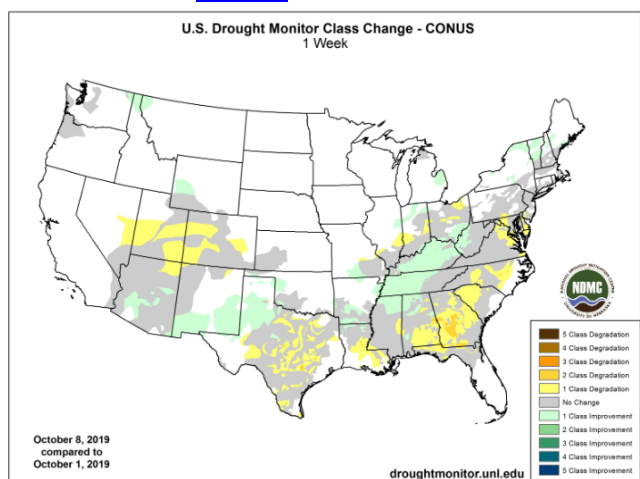 U.S. Drought Monitor Class Change - CONUS
1 Week
NDMC
5 Class Degradation
4 Class Degradation
3 Class Degradation
2 Class Degradation
1 Class Degradation
No Change
1 Class Improvement
2 Class Improvement
3 Class Improvement
4 Class Improvement
5 Class Improvement
October 8, 2019
compared to
October 1, 2019
droughtmonitor.unl.edu